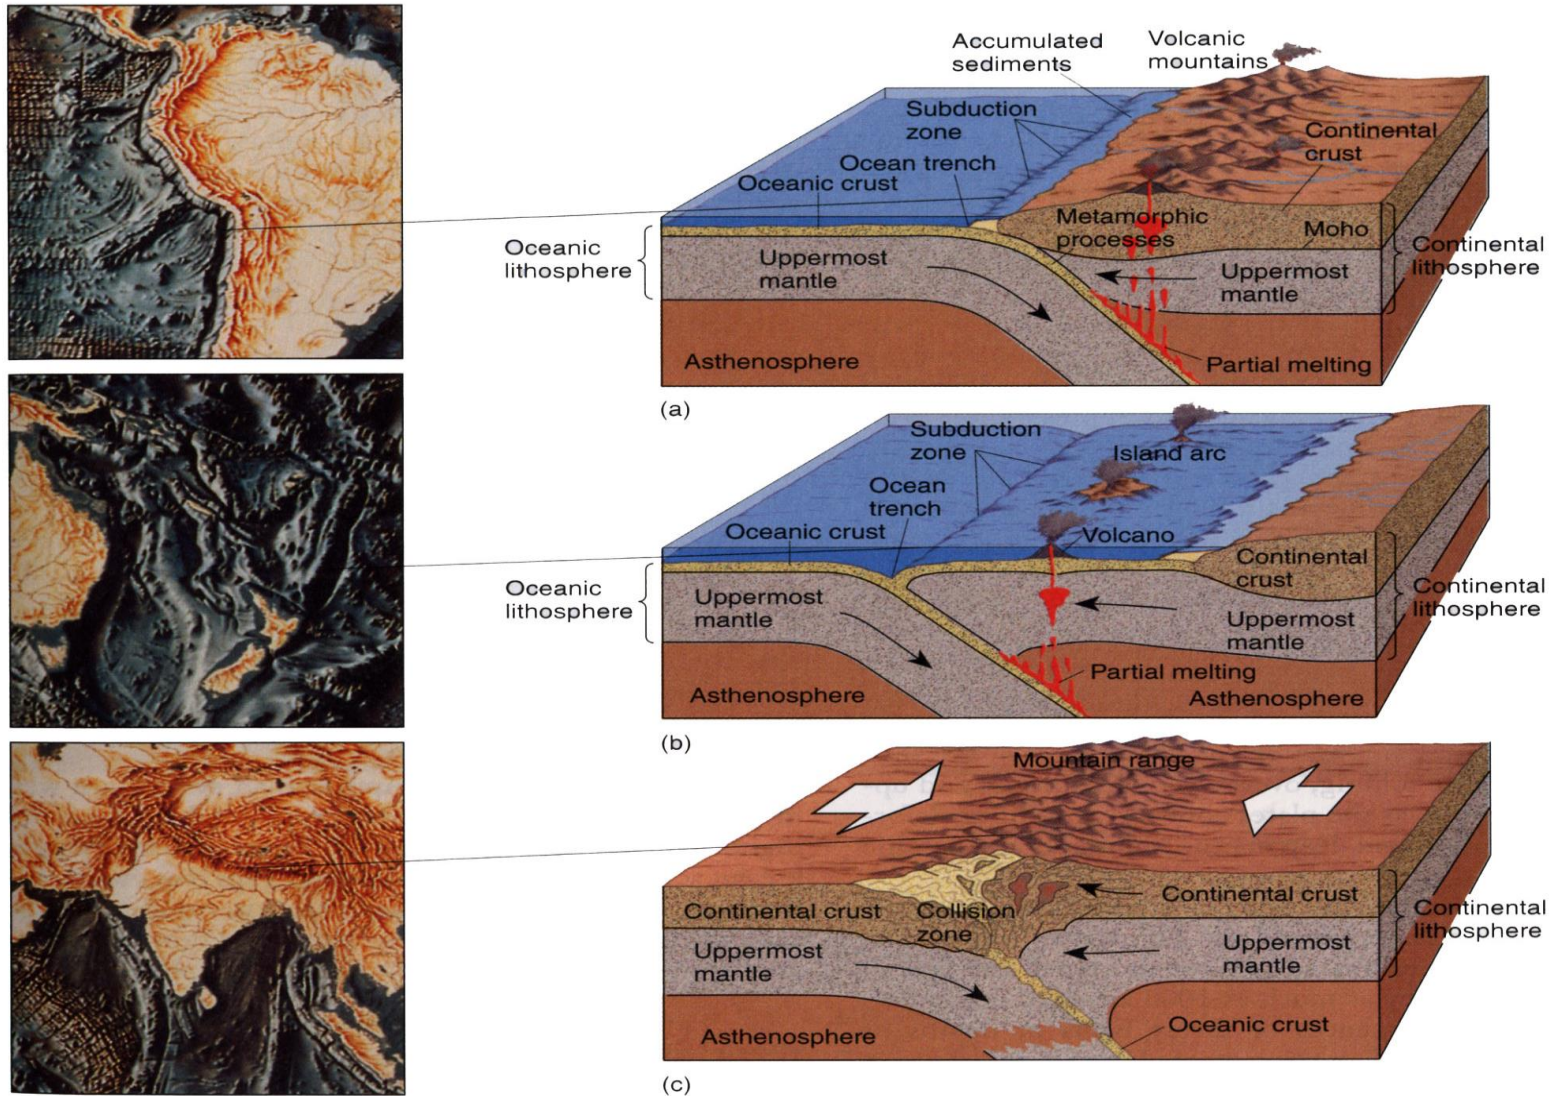 Accumulated
sediments
Volcanic
mountains
Subduction
zone
Continental
crust
Ocean trench
Oceanic crust
Metamorphic
processes
Moho
Oceanic
lithosphere
Continental
lithosphere
Uppermost
mantle
Uppermost
mantle
Asthenosphere
Partial melting
(a)
Subduction
zone
Island arc
Ocean
trench
Oceanic crust
Volcano
Continental
crust
Oceanic
lithosphere
Continental
lithosphere
Uppermost
mantle
Uppermost
mantle
Partial melting
Asthenosphere
Asthenosphere
(b)
Mountain range
Continental crust
Continental crust
Collision
zone
Continental
lithosphere
Uppermost
mantle
Uppermost
mantle
Asthenosphere
Oceanic crust
(c)